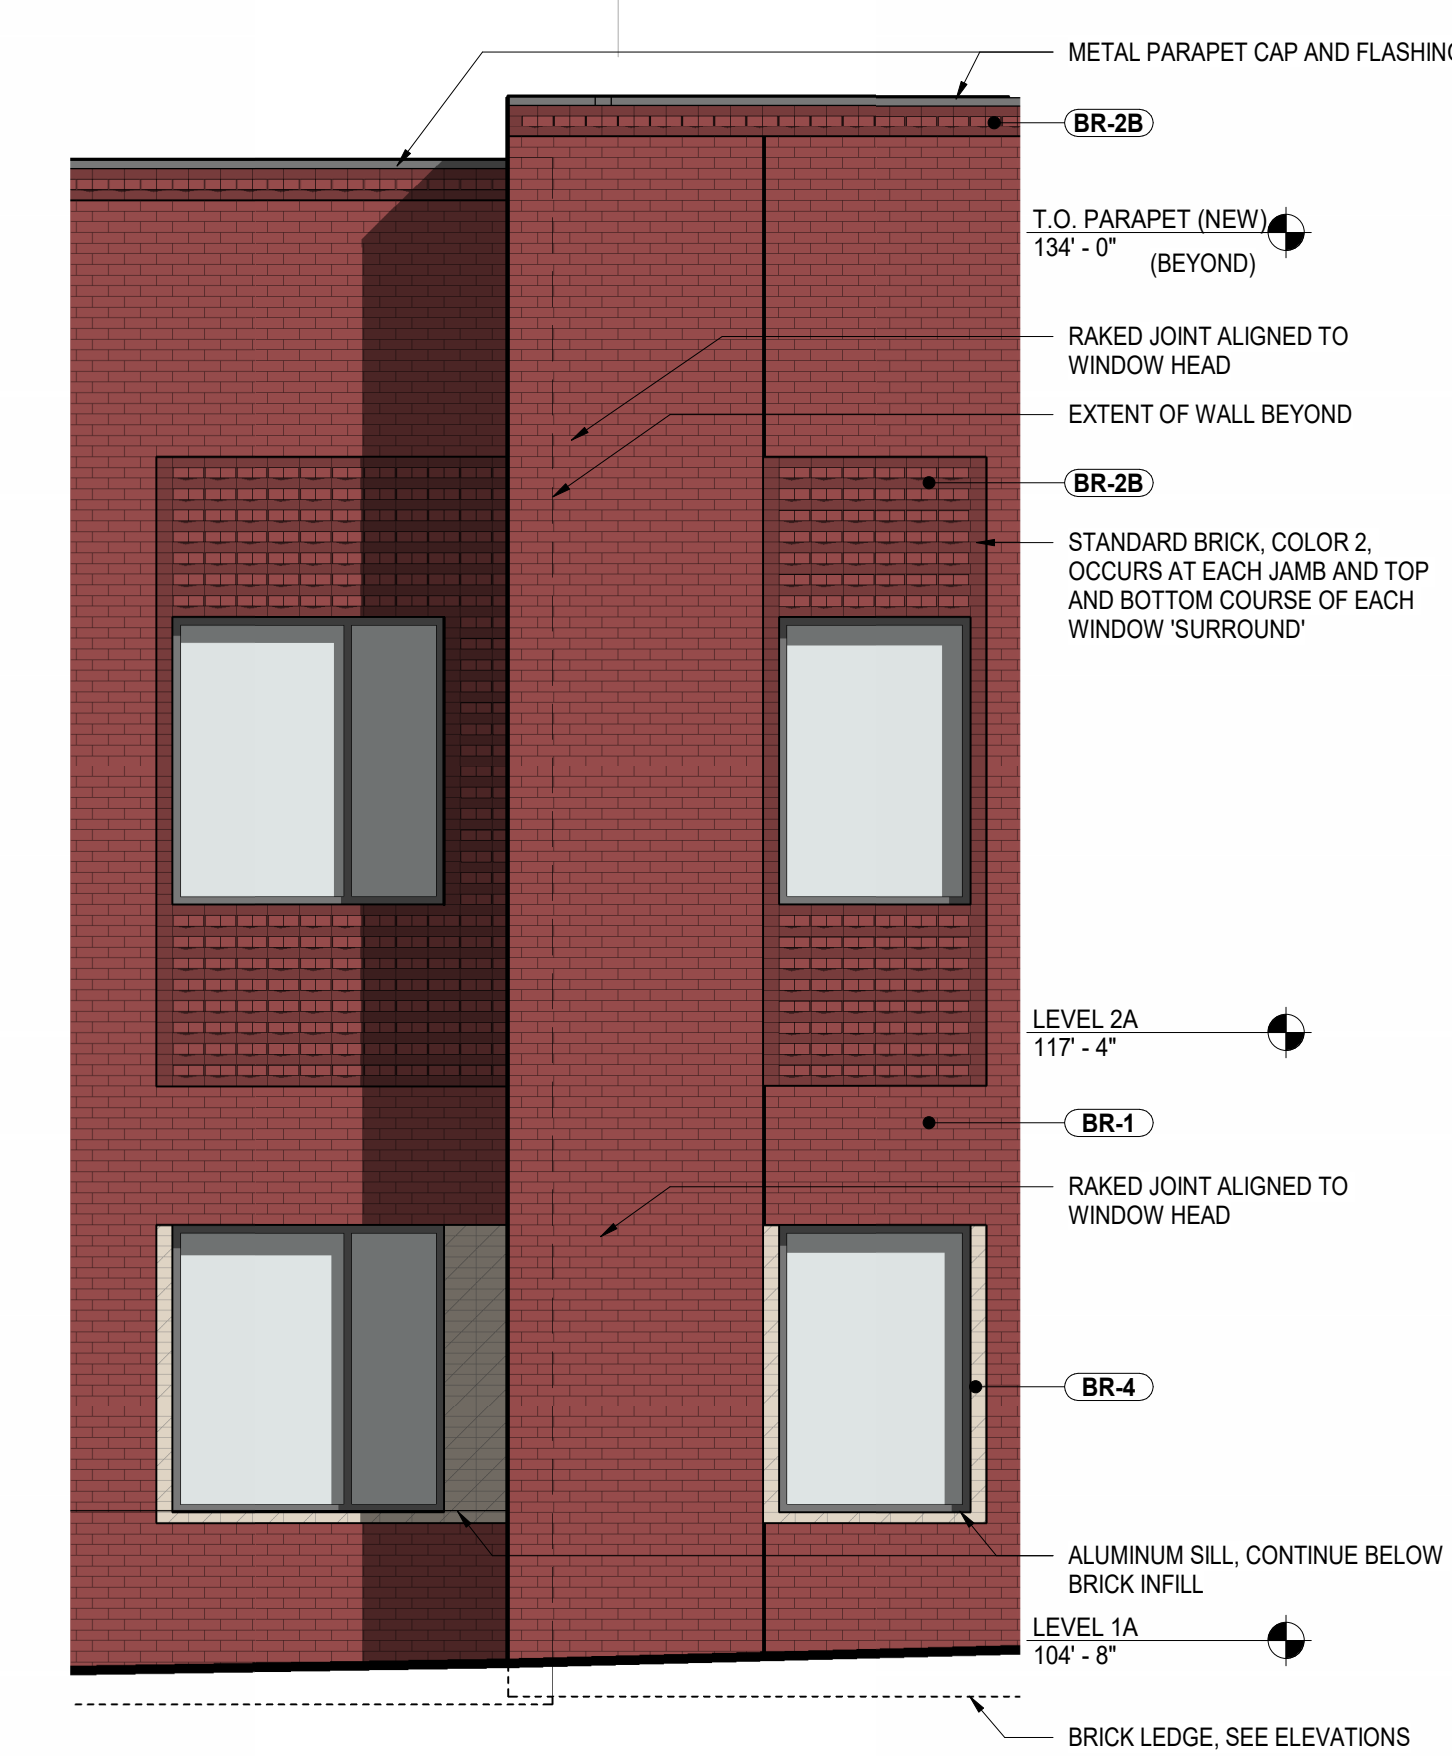 METAL PARAPET CAP AND FLASHING
BR-2B
T.O. PARAPET (NEW)
134' - 0"
(BEYOND)
RAKED JOINT ALIGNED TO
WINDOW HEAD
EXTENT OF WALL BEYOND
BR-2B
STANDARD BRICK, COLOR 2,
OCCURS AT EACH JAMB AND TOP
AND BOTTOM COURSE OF EACH
WINDOW 'SURROUND'
LEVEL 2A
117' - 4"
BR-1
RAKED JOINT ALIGNED TO
WINDOW HEAD
BR-4
ALUMINUM SILL, CONTINUE BELOW
BRICK INFILL
LEVEL 1A
104' - 8"
BRICK LEDGE, SEE ELEVATIONS